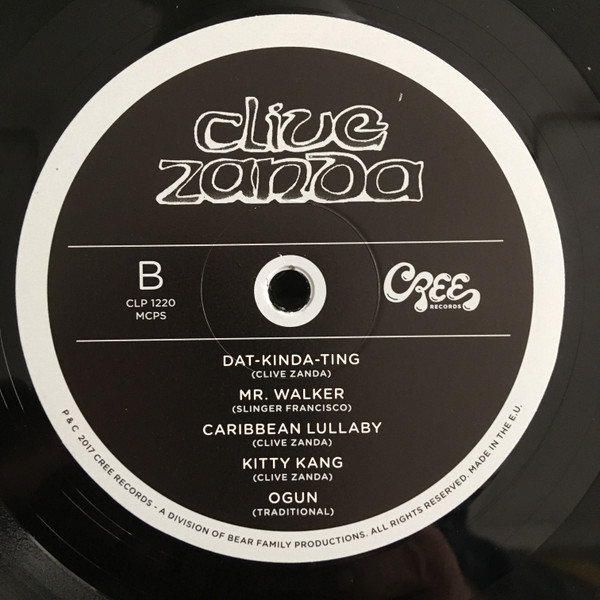 clive
zanda
B
CLP 1220
MCPS
CREE
RECORDS
DAT-KINDA-TING
(CLIVE ZANDA)
MR. WALKER
(SLINGER FRANCISCO)
CARIBBEAN LULLABY
(CLIVE ZANDA)
KITTY KANG
(CLIVE ZANDA)
OGUN
(TRADITIONAL)
P & C 2017 CREE RECORDS - A DIVISION OF BEAR FAMILY PRODUCTIONS. ALL RIGHTS RESERVED. MADE IN THE E.U.